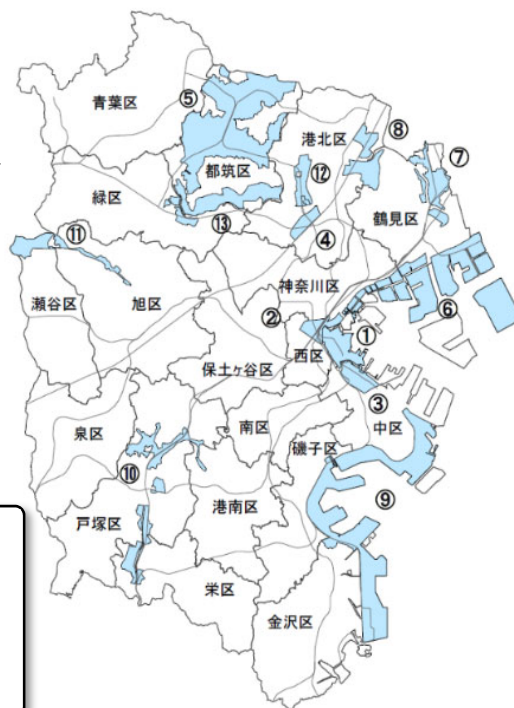 青葉区
⑤
港北区
⑧
⑦
都筑区
⑫
緑区
⑬
鶴見区
④
⑪
神奈川区
⑥
瀬谷区
旭区
②
①
西区
保土ヶ谷区
③
中区
泉区
南区
磯子区
⑩
⑨
戸塚区
港南区
栄区
金沢区